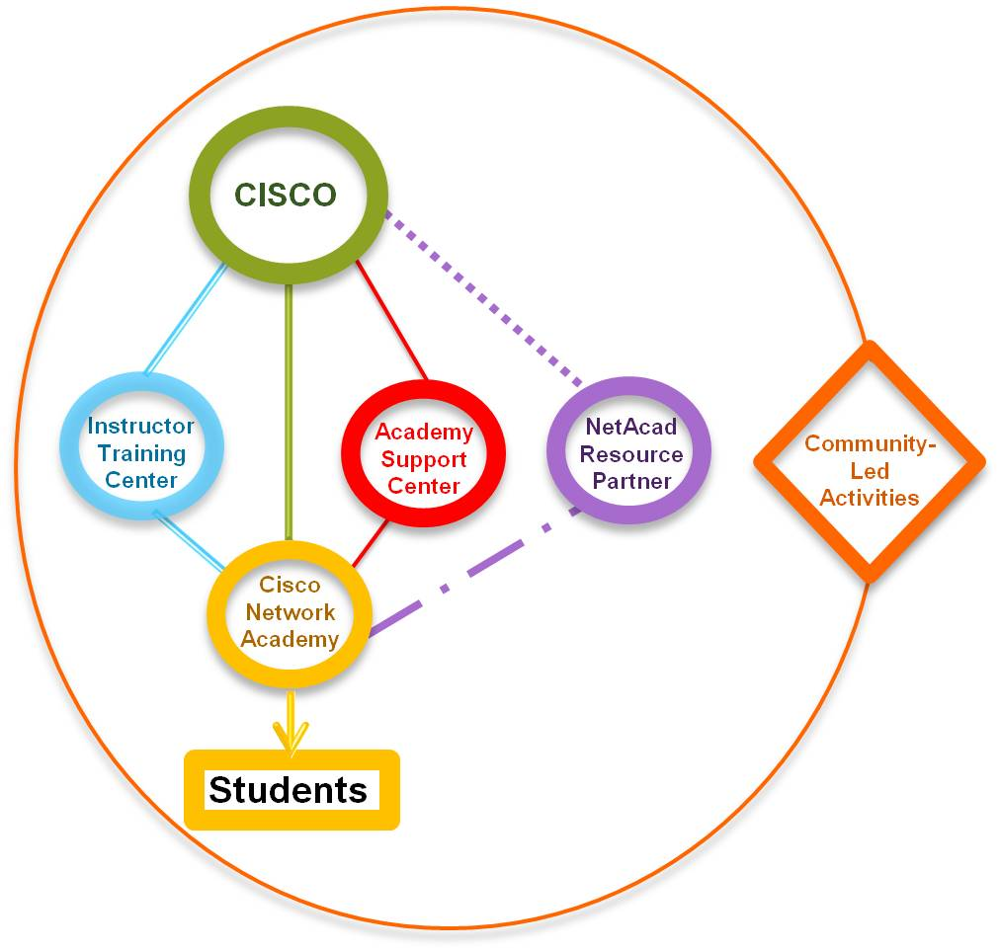 CISCO
Instructor
Training
Center
Academy
Support
Center
NetAcad
Resource
Partner
Community-
Led
Activities
Cisco
Network
Academy
Students